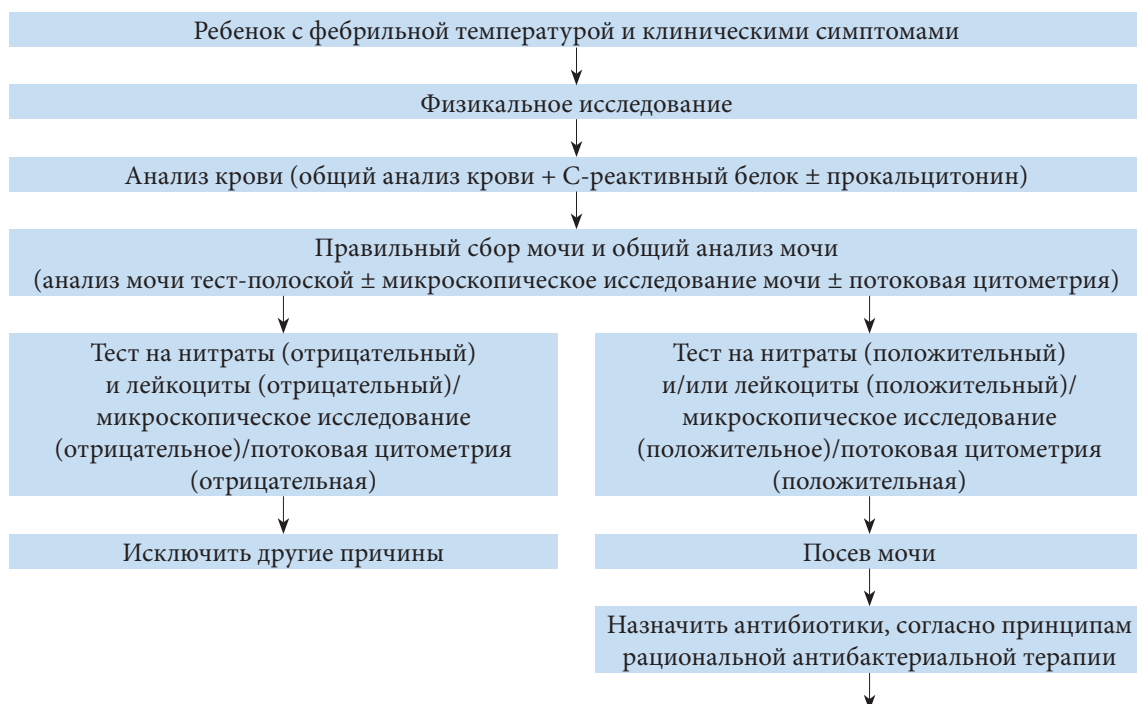 Ребенок с фебрильной температурой и клиническими симптомами
Физикальное исследование
Анализ крови (общий анализ крови + С-реактивный белок ± прокальцитонин)
Правильный сбор мочи и общий анализ мочи
(анализ мочи тест-полоской ± микроскопическое исследование мочи ± потоковая цитометрия)
Тест на нитраты (отрицательный)
и лейкоциты (отрицательный)/
микроскопическое исследование
(отрицательное)/потоковая цитометрия
(отрицательная)
Исключить другие причины
Тест на нитраты (положительный)
и/или лейкоциты (положительный)/
микроскопическое исследование
(положительное)/потоковая цитометрия
(положительная)
Посев мочи
Назначить антибиотики, согласно принципам
рациональной антибактериальной терапии